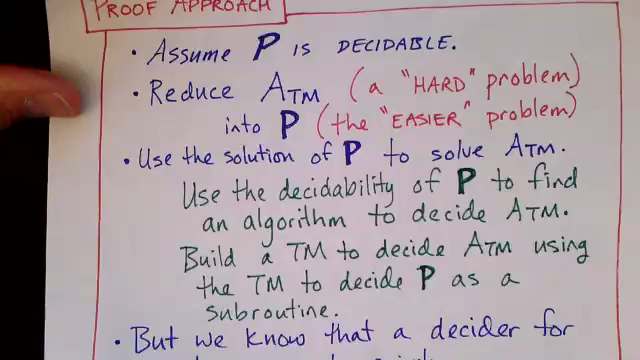 PROOF APPROACH
• Assume P is DECIDABLE.
• Reduce ATM (a "HARD" problem)
into P (the "EASIER" problem)
• Use the solution of P to solve ATM.
Use the decidability of P to find
an algorithm to decide ATM.
Build a TM to decide ATM using
the TM to decide P as a
subroutine.
• But we know that a decider for